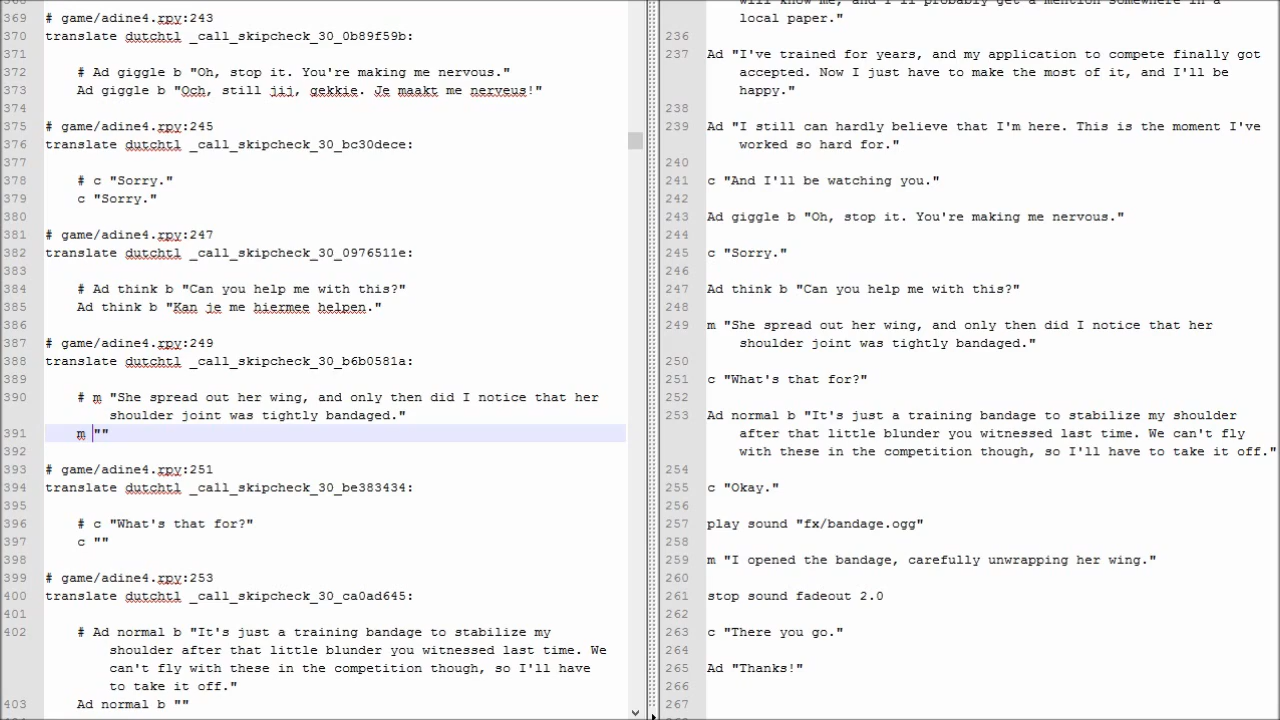 369 # game/adine4.rpy:243
370 translate dutchtl _call_skipcheck_30_0b89f59b:
371
372 # Ad giggle b "Oh, stop it. You're making me nervous."
373 Ad giggle b "Och, still jij, gekkie. Je maakt me nerveus!"
374
375 # game/adine4.rpy:245
376 translate dutchtl _call_skipcheck_30_bc30dece:
377
378 # c "Sorry."
379 c "Sorry."
380
381 # game/adine4.rpy:247
382 translate dutchtl _call_skipcheck_30_0976511e:
383
384 # Ad think b "Can you help me with this?"
385 Ad think b "Kan je me hiermee helpen."
386
387 # game/adine4.rpy:249
388 translate dutchtl _call_skipcheck_30_b6b0581a:
389
390 # m "She spread out her wing, and only then did I notice that her
shoulder joint was tightly bandaged."
391 m ""
392
393 # game/adine4.rpy:251
394 translate dutchtl _call_skipcheck_30_be383434:
395
396 # c "What's that for?"
397 c ""
398
399 # game/adine4.rpy:253
400 translate dutchtl _call_skipcheck_30_ca0ad645:
401
402 # Ad normal b "It's just a training bandage to stabilize my
shoulder after that little blunder you witnessed last time. We
can't fly with these in the competition though, so I'll have
to take it off."
403 Ad normal b ""
will know me, and I'll probably get a mention somewhere in a
local paper."
236
237 Ad "I've trained for years, and my application to compete finally got
accepted. Now I just have to make the most of it, and I'll be
happy."
238
239 Ad "I still can hardly believe that I'm here. This is the moment I've
worked so hard for."
240
241 c "And I'll be watching you."
242
243 Ad giggle b "Oh, stop it. You're making me nervous."
244
245 c "Sorry."
246
247 Ad think b "Can you help me with this?"
248
249 m "She spread out her wing, and only then did I notice that her
shoulder joint was tightly bandaged."
250
251 c "What's that for?"
252
253 Ad normal b "It's just a training bandage to stabilize my shoulder
after that little blunder you witnessed last time. We can't fly
with these in the competition though, so I'll have to take it off."
254
255 c "Okay."
256
257 play sound "fx/bandage.ogg"
258
259 m "I opened the bandage, carefully unwrapping her wing."
260
261 stop sound fadeout 2.0
262
263 c "There you go."
264
265 Ad "Thanks!"
266
267